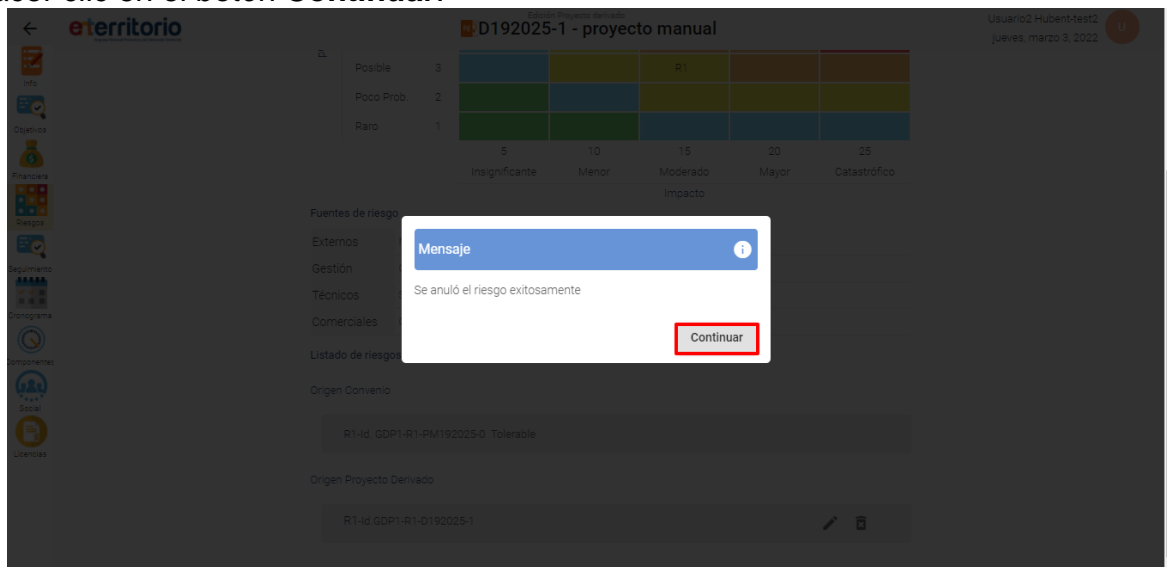 Edición Proyecto derivado
eterritorio
D192025-1 - proyecto manual
Usuario2 Hubent-test2
jueves, marzo 3, 2022
U
Info
Objetivos
Financiera
Riesgos
Seguimiento
Cronograma
Componentes
Social
Licencias
Posible 3 R1
Poco Prob. 2
Raro 1
5 10 15 20 25
Insignificante Menor Moderado Mayor Catastrófico
Impacto
Fuentes de riesgo
Externos
Gestión
Técnicos
Comerciales
Mensaje
Se anuló el riesgo exitosamente
Continuar
Listado de riesgos
Origen Convenio
R1-Id. GDP1-R1-PM192025-0 Tolerable
Origen Proyecto Derivado
R1-Id.GDP1-R1-D192025-1